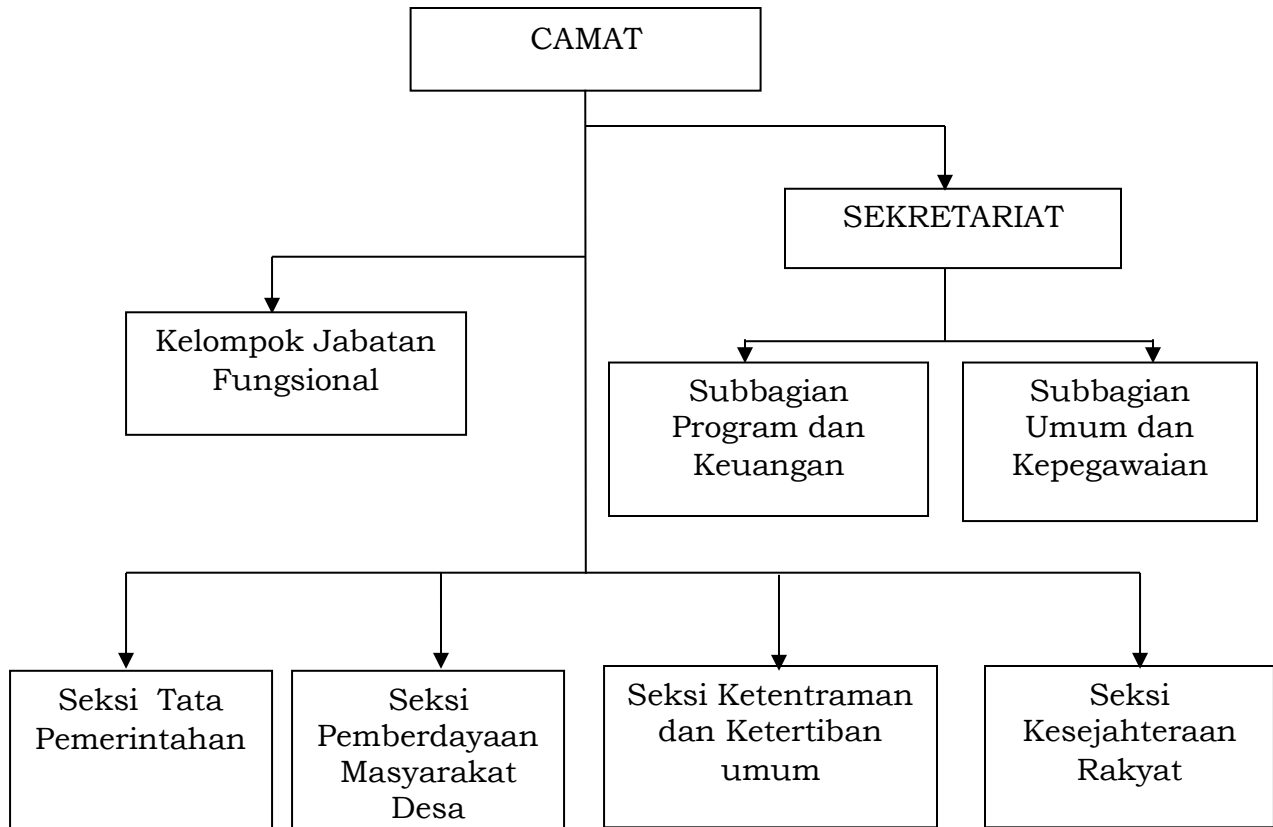 CAMAT
SEKRETARIAT
Kelompok Jabatan
Fungsional
Subbagian
Program dan
Keuangan
Subbagian
Umum dan
Kepegawaian
Seksi Tata
Pemerintahan
Seksi
Pemberdayaan
Masyarakat
Desa
Seksi Ketentraman
dan Ketertiban
umum
Seksi
Kesejahteraan
Rakyat